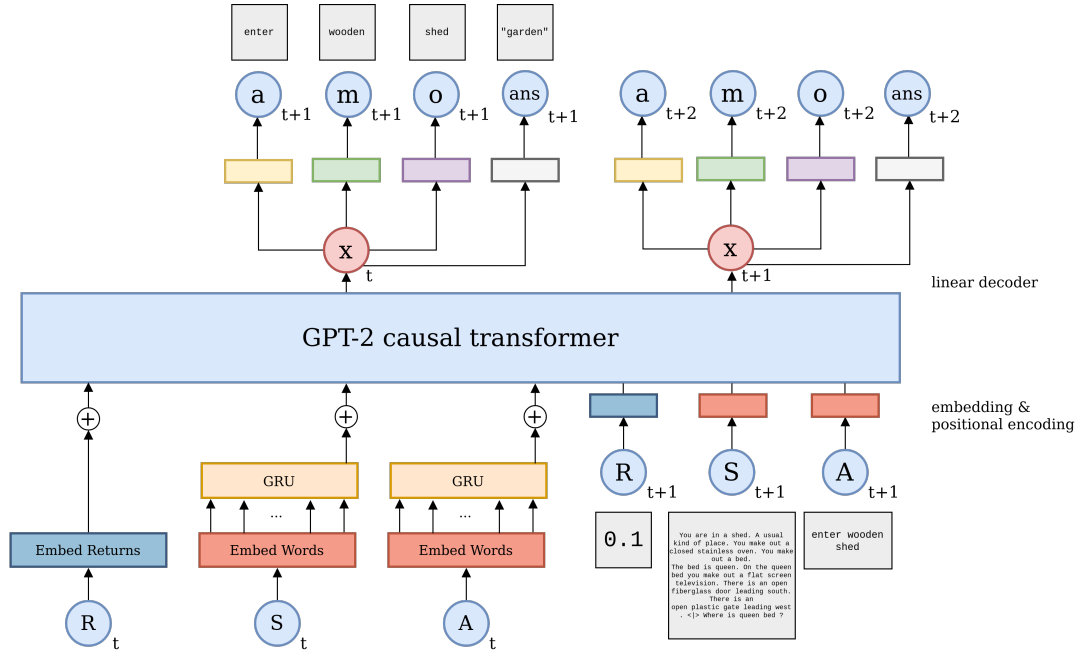 enter
wooden
shed
"garden"
a
t+1
m
t+1
o
t+1
ans
t+1
a
t+2
m
t+2
o
t+2
ans
t+2
x
t
x
t+1
linear decoder
GPT-2 causal transformer
+
+
+
embedding &
positional encoding
GRU
GRU
...
...
Embed Returns
Embed Words
Embed Words
R
t
S
t
A
t
R
t+1
S
t+1
A
t+1
0.1
You are in a shed. A usual
kind of place. You make out a
closed stainless oven. You make
out a bed.
The bed is queen. On the queen
bed you make out a flat screen
television. There is an open
fiberglass door leading south.
There is an
open plastic gate leading west
. <|> Where is queen bed ?
enter wooden
shed